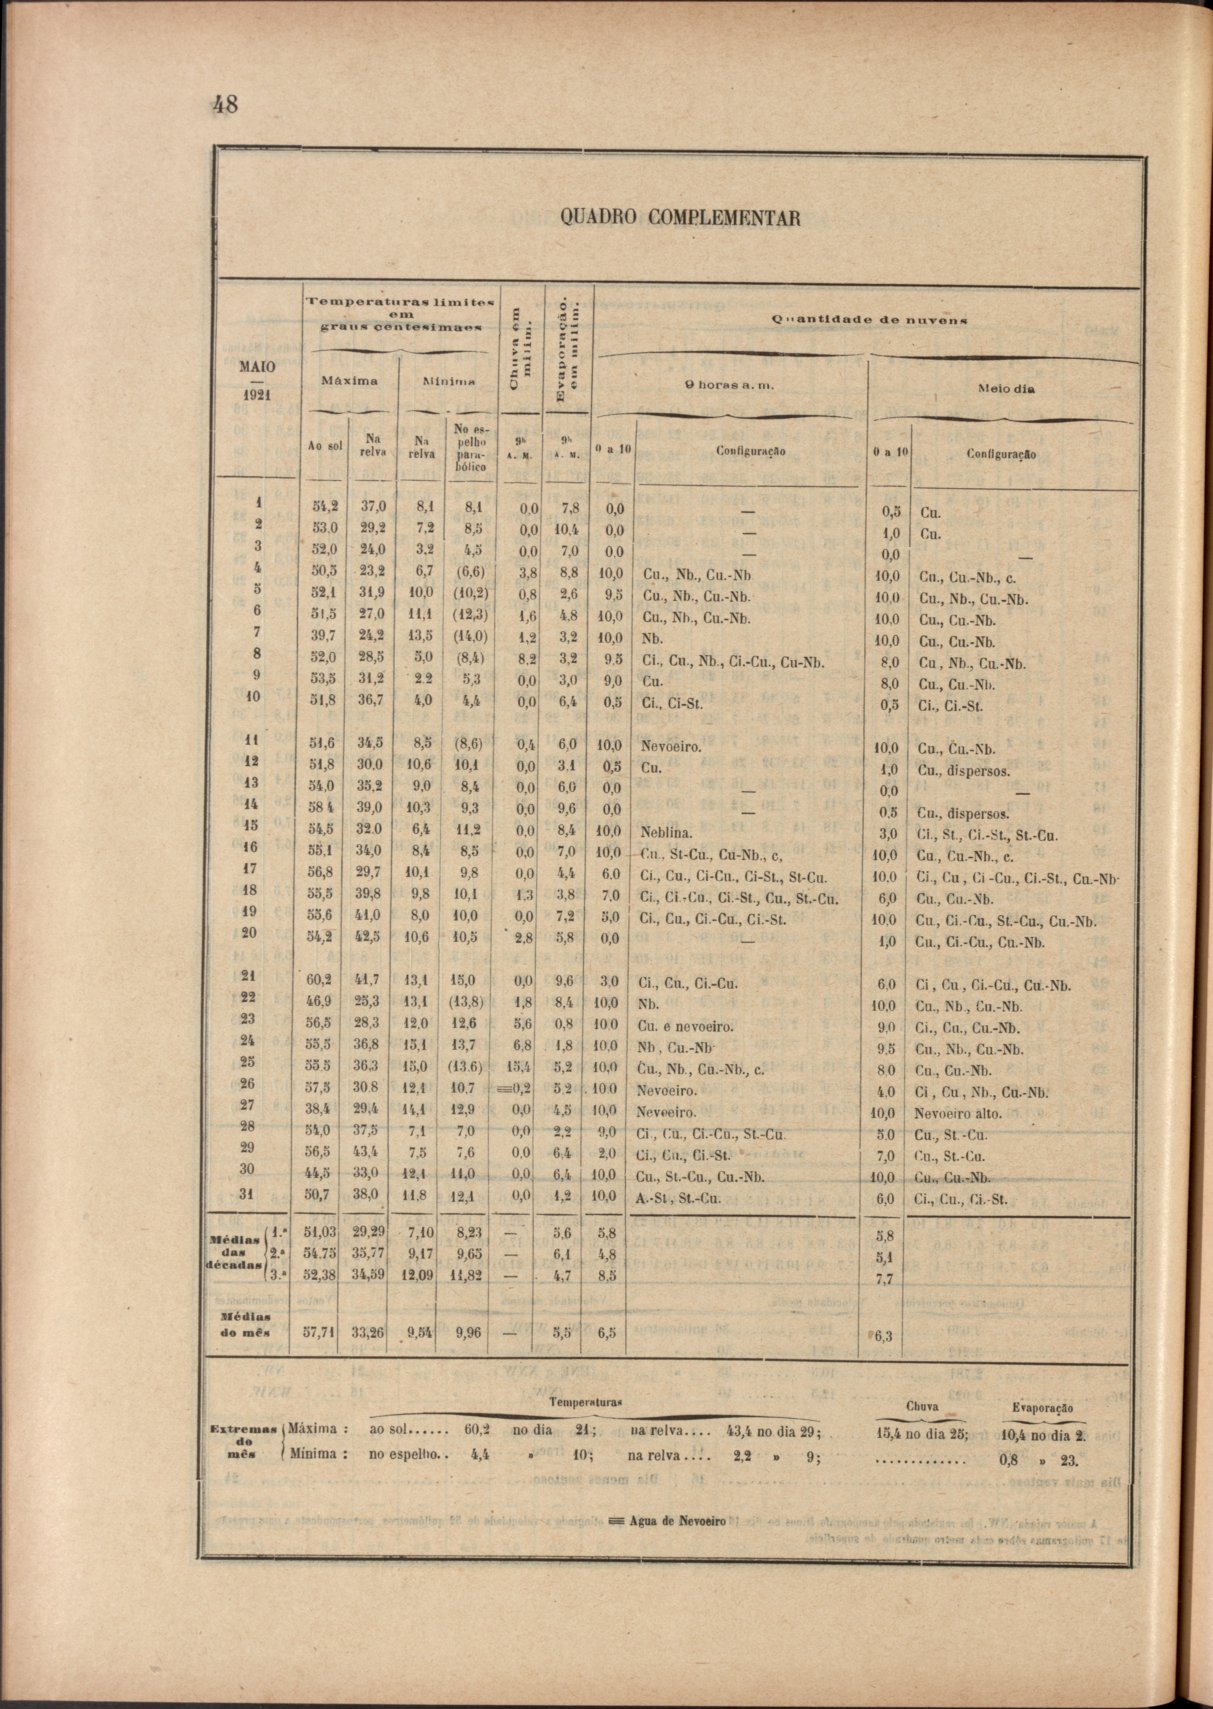 48
QUADRO COMPLEMENTAR
MAIO
—
1921
Temperaturas limites
em
graus centesimaes
Chuva em
milim.
Evaporação.
em milim.
Quantidade de nuvens
Máxima
Mínima
9 horas a. m.
Meio dia
Ao sol
Na
relva
Na
relva
No es-
pelho
para-
bólico
9h
A. M.
9h
A. M.
0 a 10
Configuração
0 a 10
Configuração
1 54,2 37,0 8,1 8,1 0,0 7,8 0,0 — 0,5 Cu.
2 53.0 29,2 7,2 8,5 0,0 10,4 0,0 — 1,0 Cu.
3 52,0 24,0 3,2 4,5 0,0 7,0 0,0 — 0,0 —
4 50,5 23,2 6,7 (6,6) 3,8 8,8 10,0 Cu., Nb., Cu.-Nb 10,0 Cu., Cu.-Nb., c.
5 52,1 31,9 10,0 (10,2) 0,8 2,6 9,5 Cu., Nb., Cu.-Nb. 10,0 Cu., Nb., Cu.-Nb.
6 51,5 27,0 11,1 (12,3) 1,6 4,8 10,0 Cu., Nb., Cu.-Nb. 10,0 Cu., Cu.-Nb.
7 39,7 24,2 13,5 (14,0) 1,2 3,2 10,0 Nb. 10,0 Cu., Cu.-Nb.
8 52,0 28,5 5,0 (8,4) 8,2 3,2 9,5 Ci., Cu., Nb., Ci.-Cu., Cu-Nb. 8,0 Cu , Nb., Cu.-Nb.
9 53,5 31,2 2,2 5,3 0,0 3,0 9,0 Cu. 8,0 Cu., Cu.-Nb.
10 51,8 36,7 4,0 4,4 0,0 6,4 0,5 Ci., Ci-St. 0,5 Ci., Ci.-St.
11 51,6 34,5 8,5 (8,6) 0,4 6,0 10,0 Nevoeiro. 10,0 Cu., Cu.-Nb.
12 51,8 30,0 10,6 10,1 0,0 3,1 0,5 Cu. 1,0 Cu., dispersos.
13 54,0 35,2 9,0 8,4 0,0 6,0 0,0 — 0,0 —
14 58 4 39,0 10,3 9,3 0,0 9,6 0,0 — 0,5 Cu., dispersos.
15 54,5 32.0 6,4 11,2 0,0 8,4 10,0 Neblina. 3,0 Ci., St., Ci.-St., St.-Cu.
16 55,1 34,0 8,4 8,5 0,0 7,0 10,0 Cu., St-Cu., Cu-Nb., c, 10,0 Cu., Cu.-Nb., c.
17 56,8 29,7 10,1 9,8 0,0 4,4 6,0 Ci., Cu., Ci-Cu., Ci-St., St-Cu. 10,0 Ci., Cu , Ci -Cu., Ci.-St., Cu.-Nb.
18 55,5 39,8 9,8 10,1 1,3 3,8 7,0 Ci., Ci.-Cu., Ci.-St., Cu., St.-Cu. 6,0 Cu., Cu.-Nb.
19 55,6 41,0 8,0 10,0 0,0 7,2 5,0 Ci., Cu., Ci.-Cu., Ci.-St. 10,0 Cu., Ci.-Cu., St.-Cu., Cu.-Nb.
20 54,2 42,5 10,6 10,5 2,8 5,8 0,0 — 1,0 Cu., Ci.-Cu., Cu.-Nb.
21 60,2 41,7 13,1 15,0 0,0 9,6 3,0 Ci., Cu., Ci.-Cu. 6,0 Ci , Cu , Ci.-Cu., Cu.-Nb.
22 46,9 25,3 13,1 (13,8) 1,8 8,4 10,0 Nb. 10,0 Cu., Nb., Cu.-Nb.
23 56,5 28,3 12,0 12,6 5,6 0,8 10 0 Cu. e nevoeiro. 9,0 Ci., Cu., Cu.-Nb.
24 55,5 36,8 15,1 13,7 6,8 1,8 10,0 Nb , Cu.-Nb. 9,5 Cu., Nb., Cu.-Nb.
25 55 5 36,3 15,0 (13.6) 15,4 5,2 10,0 Cu., Nb., Cu.-Nb., c. 8 0 Cu., Cu.-Nb.
26 57,5 30 8 12,1 10,7 ≡0,2 5 2 10 0 Nevoeiro. 4,0 Ci , Cu , Nb., Cu.-Nb.
27 38,4 29,4 14,1 12,9 0,0 4,5 10,0 Nevoeiro. 10,0 Nevoeiro alto.
28 54,0 37,5 7,1 7,0 0,0 2,2 9,0 Ci., Cu., Ci.-Cu., St.-Cu. 5,0 Cu., St.-Cu.
29 56,5 43,4 7,5 7,6 0,0 6,4 2,0 Ci., Cu., Ci.-St. 7,0 Cu., St.-Cu.
30 44,5 33,0 12,1 11,0 0,0 6,4 10,0 Cu., St.-Cu., Cu.-Nb. 10,0 Cu., Cu.-Nb.
31 50,7 38,0 11,8 12,1 0,0 1,2 10,0 A.-St., St.-Cu. 6,0 Ci., Cu., Ci.-St.
Médias
das
décadas
1.ª 51,03 29,29 7,10 8,23 — 5,6 5,8 5,8
2.ª 54,75 35,77 9,17 9,65 — 6,1 4,8 5,1
3.ª 52,38 34,59 12,09 11,82 — 4,7 8,5 7,7
Médias
do mês 57,71 33,26 9,54 9,96 — 5,5 6,5 6,3
Temperaturas
Chuva
Evaporação
Extremas
do
mês
Máxima : ao sol...... 60,2 no dia 21; na relva.... 43,4 no dia 29; 15,4 no dia 25; 10,4 no dia 2.
Mínima : no espelho.. 4,4 » 10; na relva.... 2,2 » 9; ............. 0,8 » 23.
≡ Agua de Nevoeiro